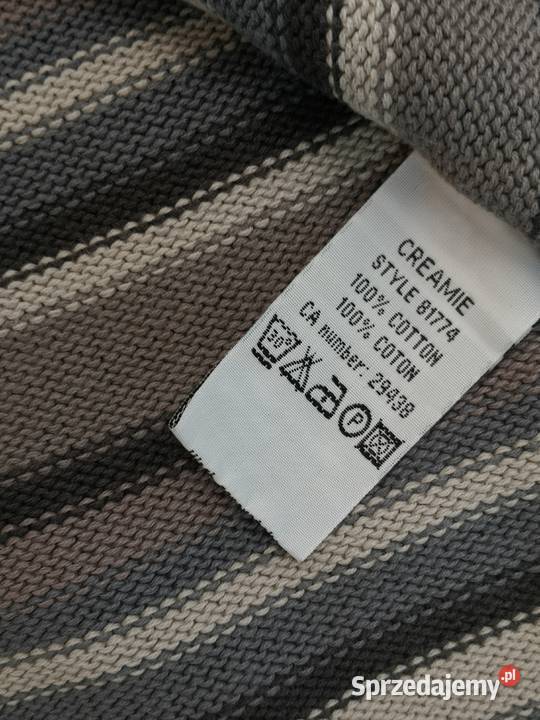 CREAMIE
STYLE 81774
100% COTTON
100% COTON
CA number: 29438
30°
P
Sprzedajemy.pl